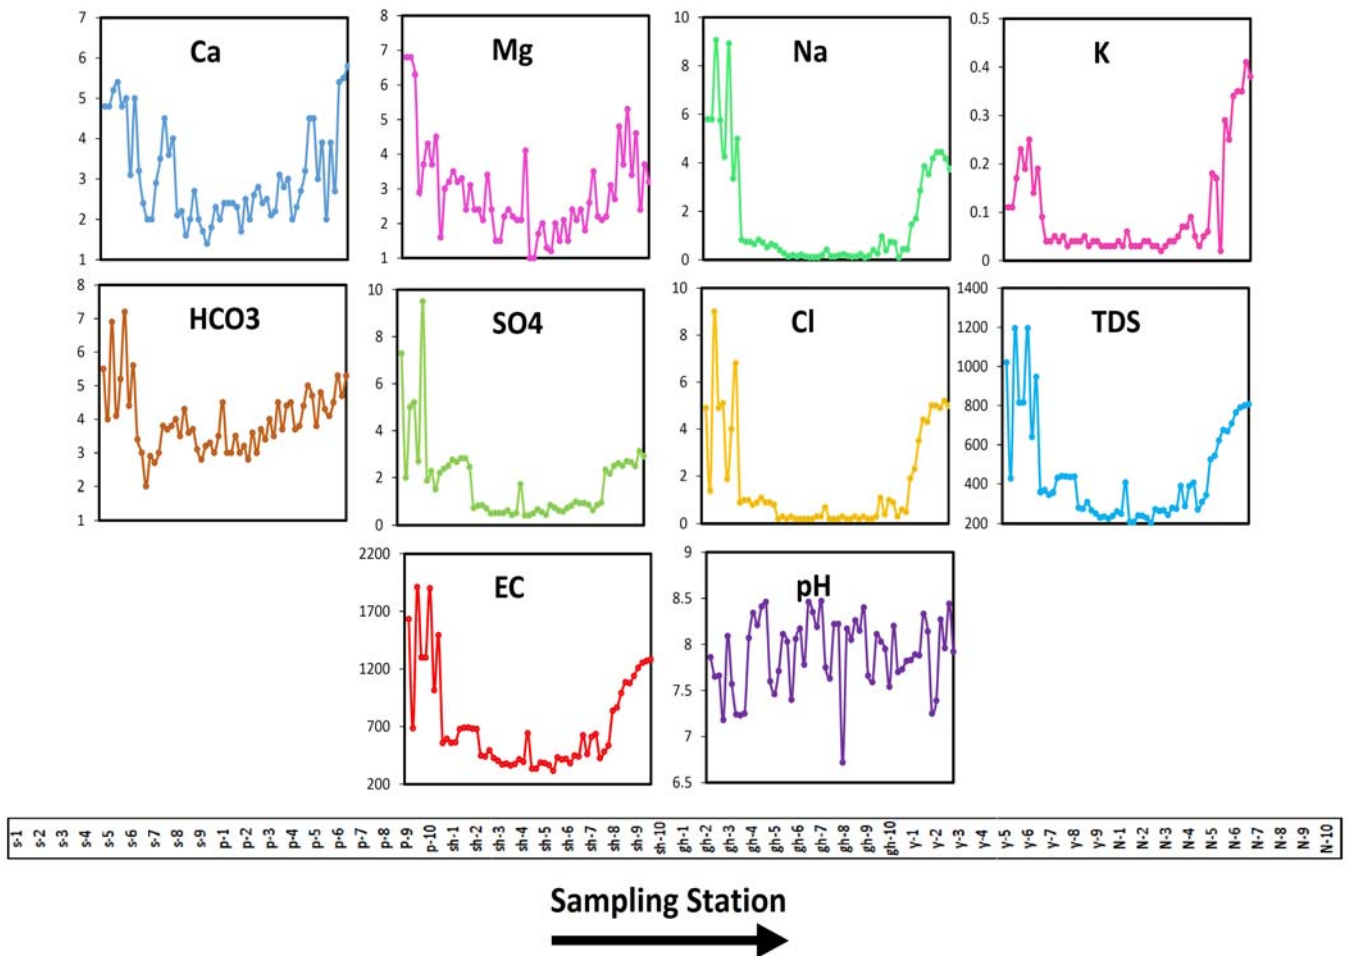 Ca
7
6
5
4
3
2
1
Mg
8
7
6
5
4
3
2
1
Na
10
8
6
4
2
0
K
0.5
0.4
0.3
0.2
0.1
0
HCO3
8
7
6
5
4
3
2
1
SO4
10
8
6
4
2
0
Cl
10
8
6
4
2
0
TDS
1400
1200
1000
800
600
400
200
EC
2200
1700
1200
700
200
pH
9
8.5
8
7.5
7
6.5
s-1
s-2
s-3
s-4
s-5
s-6
s-7
s-8
s-9
p-1
p-2
p-3
p-4
p-5
p-6
p-7
p-8
P-9
p-10
sh-1
sh-2
sh-3
sh-4
sh-5
sh-6
sh-7
sh-8
sh-9
sh-10
gh-1
gh-2
gh-3
gh-4
gh-5
gh-6
gh-7
gh-8
gh-9
gh-10
y-1
y-2
y-3
y-4
y-5
y-6
y-7
y-8
y-9
N-1
N-2
N-3
N-4
N-5
N-6
N-7
N-8
N-9
N-10
Sampling Station